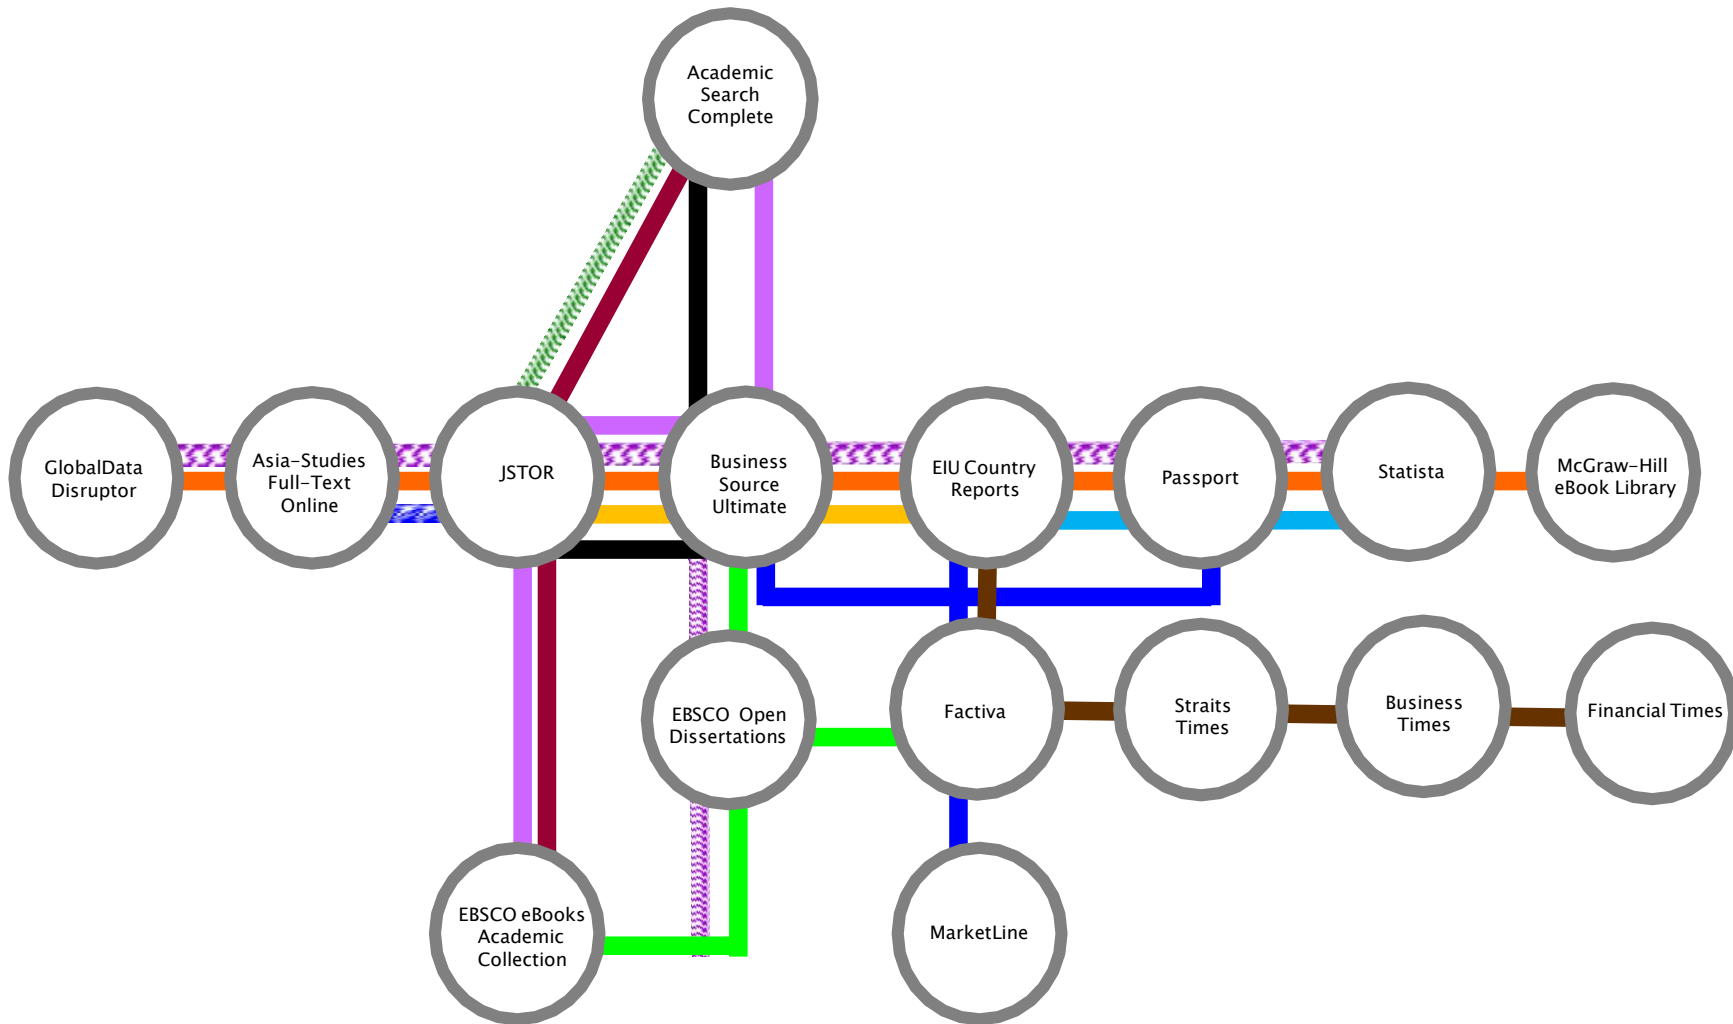 Academic
Search
Complete
GlobalData
Disruptor
Asia-Studies
Full-Text
Online
JSTOR
Business
Source
Ultimate
EIU Country
Reports
Passport
Statista
McGraw-Hill
eBook Library
EBSCO Open
Dissertations
Factiva
Straits
Times
Business
Times
Financial Times
EBSCO eBooks
Academic
Collection
MarketLine